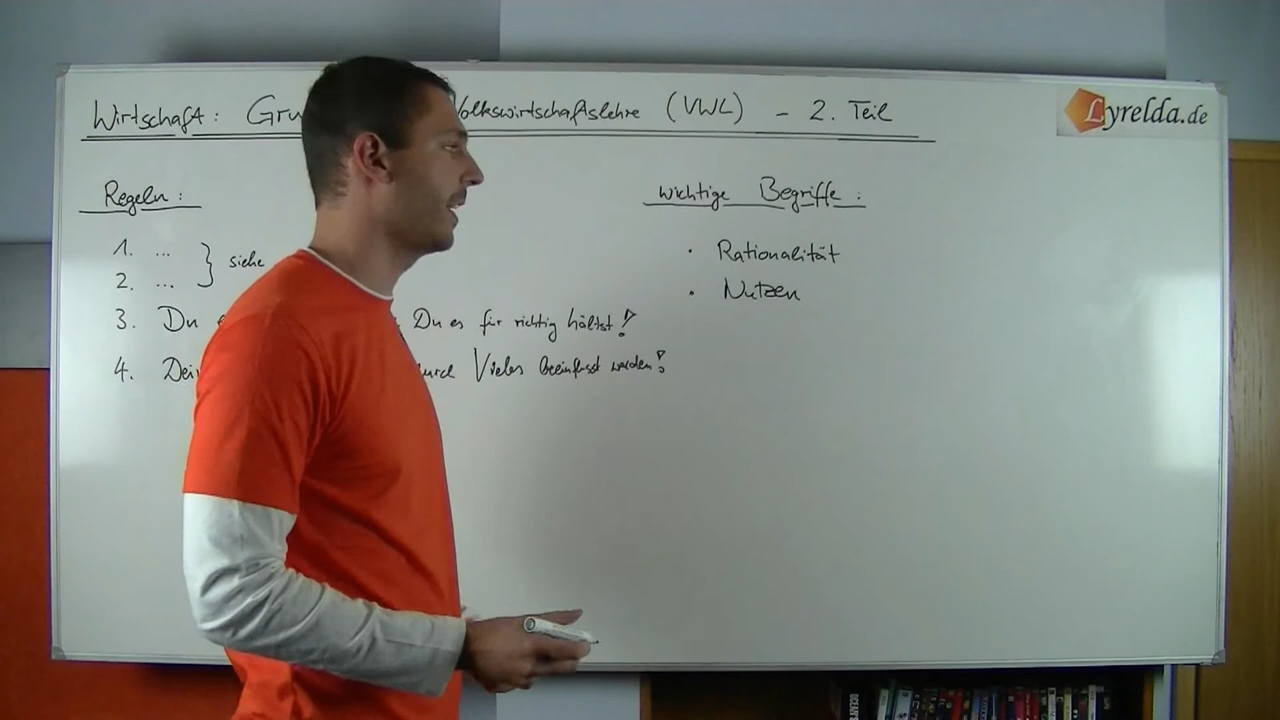 Wirtschaft: Gru Volkswirtschaftslehre (VWL) - 2. Teil
Lyrelda.de
Regeln:
1. ... } siehe
2. ...
3. Du Du es für richtig hältst!
4. Dei durch Vieles beeinflusst werden!
wichtige Begriffe:
· Rationalität
· Nutzen